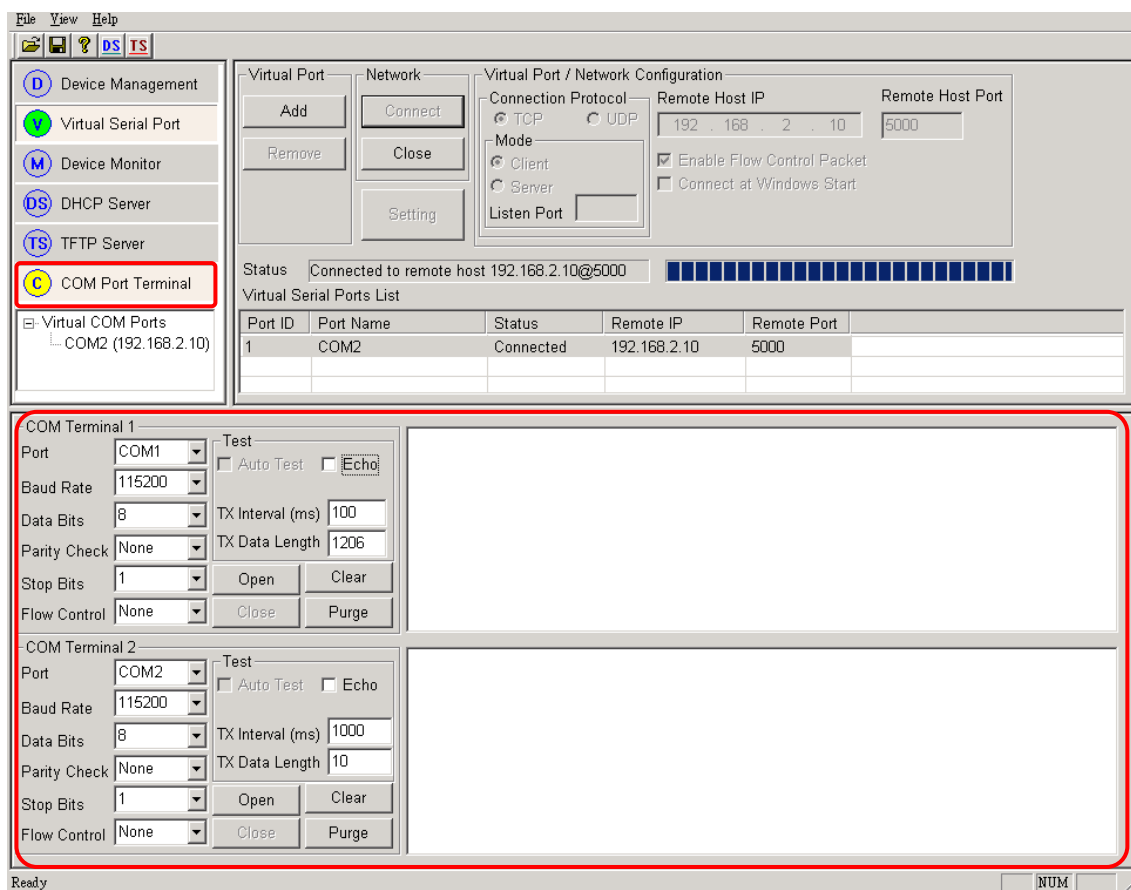 File View Help
DS TS
D Device Management
V Virtual Serial Port
M Device Monitor
DS DHCP Server
TS TFTP Server
C COM Port Terminal
Virtual COM Ports
COM2 (192.168.2.10)
Virtual Port
Add
Remove
Network
Connect
Close
Setting
Virtual Port / Network Configuration
Connection Protocol
TCP UDP
Mode
Client
Server
Listen Port
Remote Host IP
192 . 168 . 2 . 10
Remote Host Port
5000
Enable Flow Control Packet
Connect at Windows Start
Status Connected to remote host 192.168.2.10@5000
Virtual Serial Ports List
Port ID Port Name Status Remote IP Remote Port
1 COM2 Connected 192.168.2.10 5000
COM Terminal 1
Port COM1
Baud Rate 115200
Data Bits 8
Parity Check None
Stop Bits 1
Flow Control None
Test
Auto Test Echo
TX Interval (ms) 100
TX Data Length 1206
Open Clear
Close Purge
COM Terminal 2
Port COM2
Baud Rate 115200
Data Bits 8
Parity Check None
Stop Bits 1
Flow Control None
Test
Auto Test Echo
TX Interval (ms) 1000
TX Data Length 10
Open Clear
Close Purge
Ready NUM